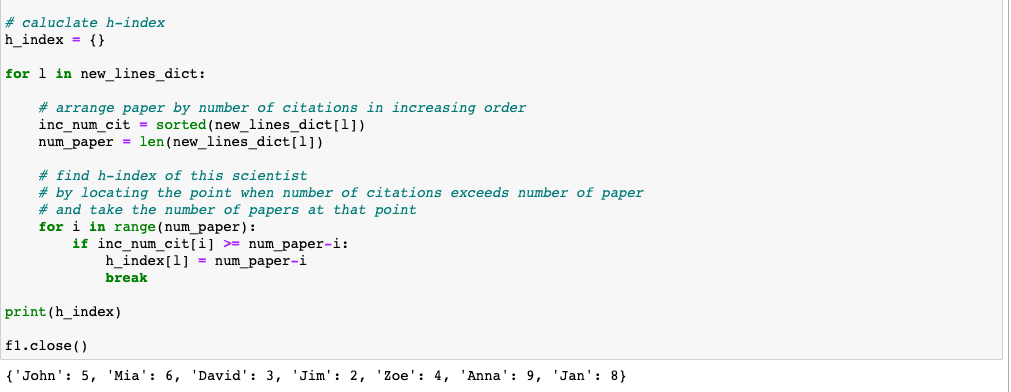 # caluclate h-index
h_index = {}
for l in new_lines_dict:
# arrange paper by number of citations in increasing order
inc_num_cit = sorted(new_lines_dict[l])
num_paper = len(new_lines_dict[l])
# find h-index of this scientist
# by locating the point when number of citations exceeds number of paper
# and take the number of papers at that point
for i in range(num_paper):
if inc_num_cit[i] >= num_paper-i:
h_index[l] = num_paper-i
break
print(h_index)
f1.close()
{'John': 5, 'Mia': 6, 'David': 3, 'Jim': 2, 'Zoe': 4, 'Anna': 9, 'Jan': 8}